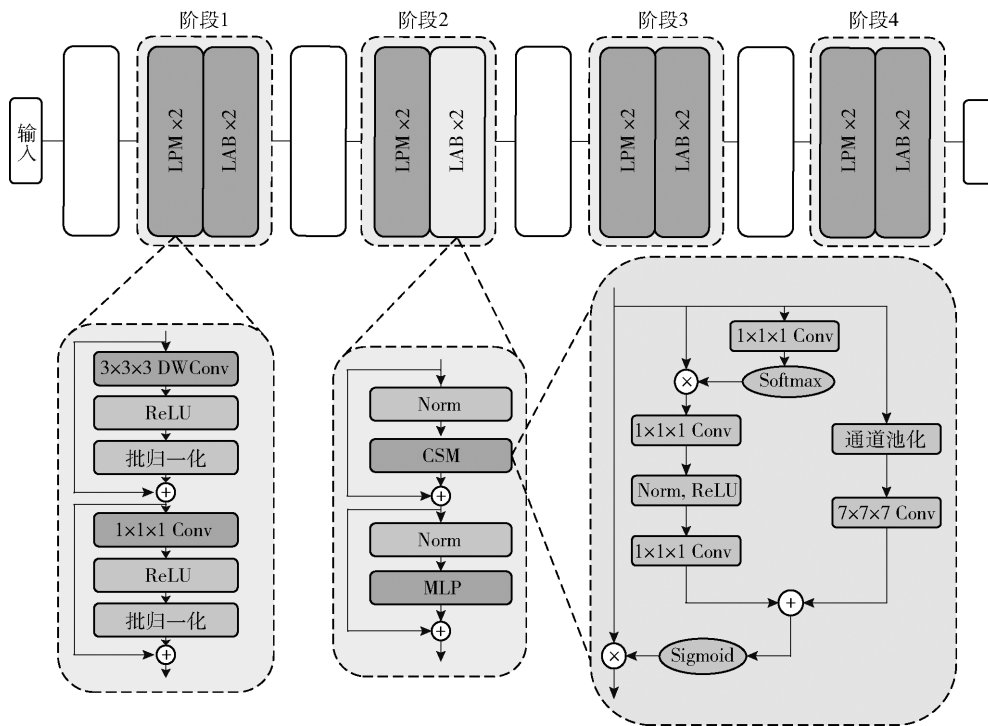 阶段1
阶段2
阶段3
阶段4
输入
LPM ×2
LAB ×2
LPM ×2
LAB ×2
LPM ×2
LAB ×2
LPM ×2
LAB ×2
3×3×3 DWConv
ReLU
批归一化
1×1×1 Conv
ReLU
批归一化
Norm
CSM
Norm
MLP
1×1×1 Conv
Softmax
1×1×1 Conv
通道池化
Norm, ReLU
7×7×7 Conv
1×1×1 Conv
Sigmoid